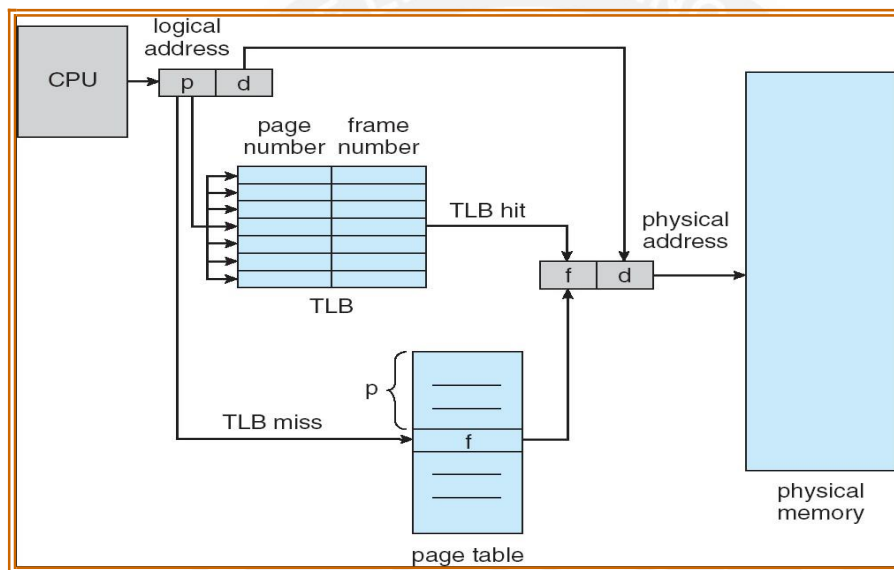 logical
address
CPU
p d
page
number
frame
number
TLB hit
physical
address
f d
TLB
p
TLB miss
f
page table
physical
memory